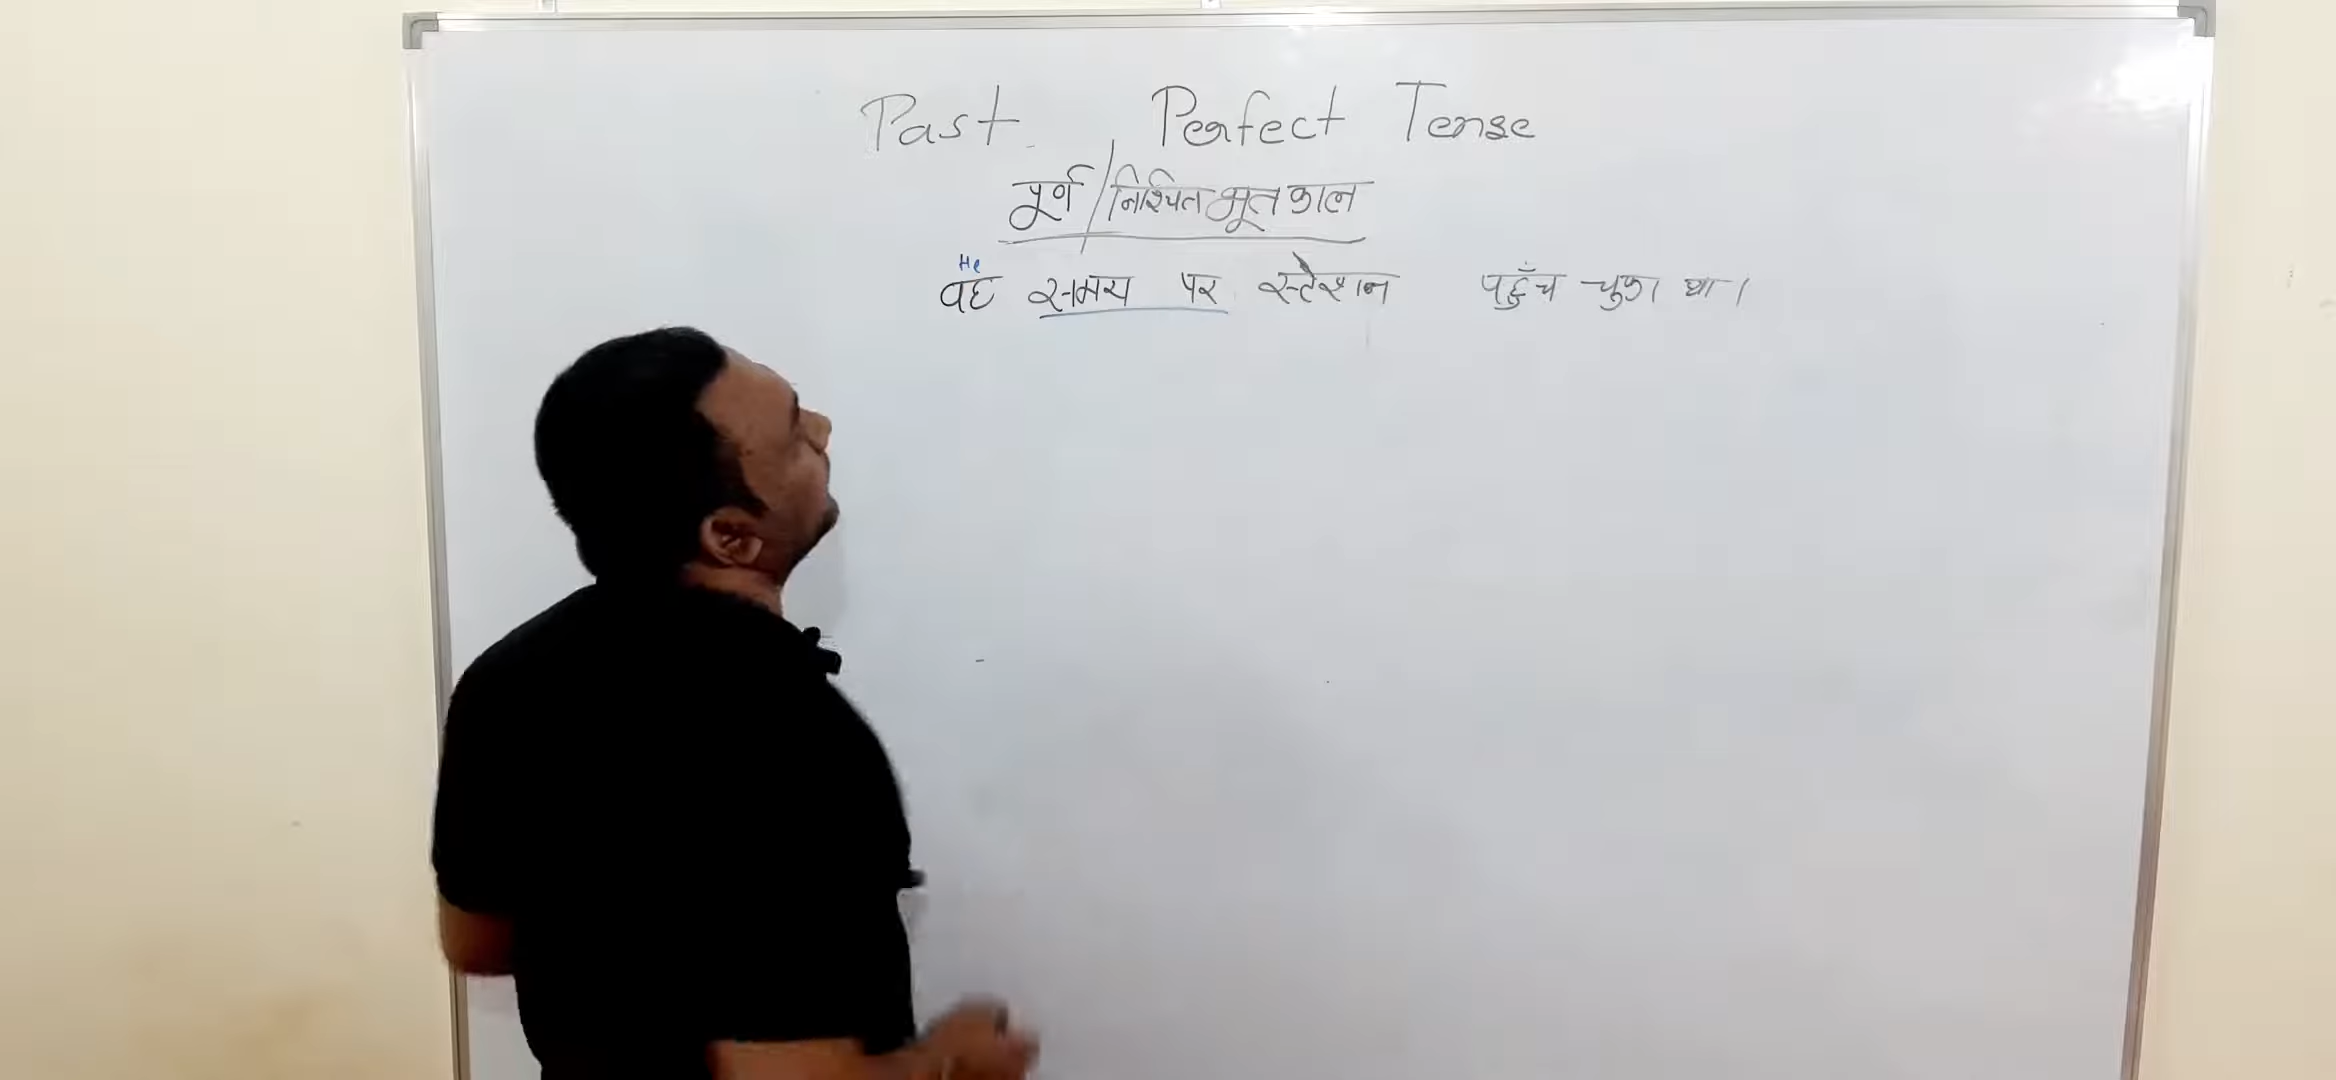 Past Perfect Tense
पूर्ण/निश्चित भूतकाल
He
वह समय पर स्टेशन पहुँच चुका था।